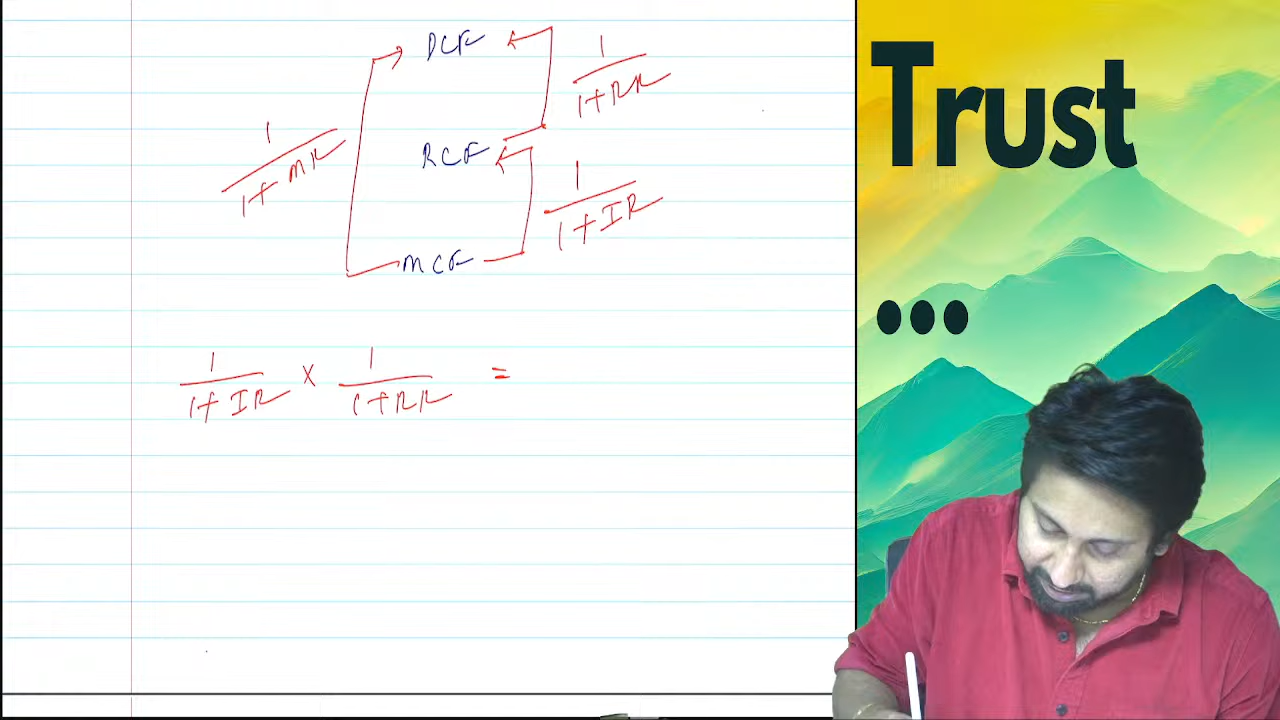 DCF
1/(1+RR)
1/(1+MR)
RCF
1/(1+IR)
MCF
1/(1+IR) × 1/(1+RR) =
Trust
...